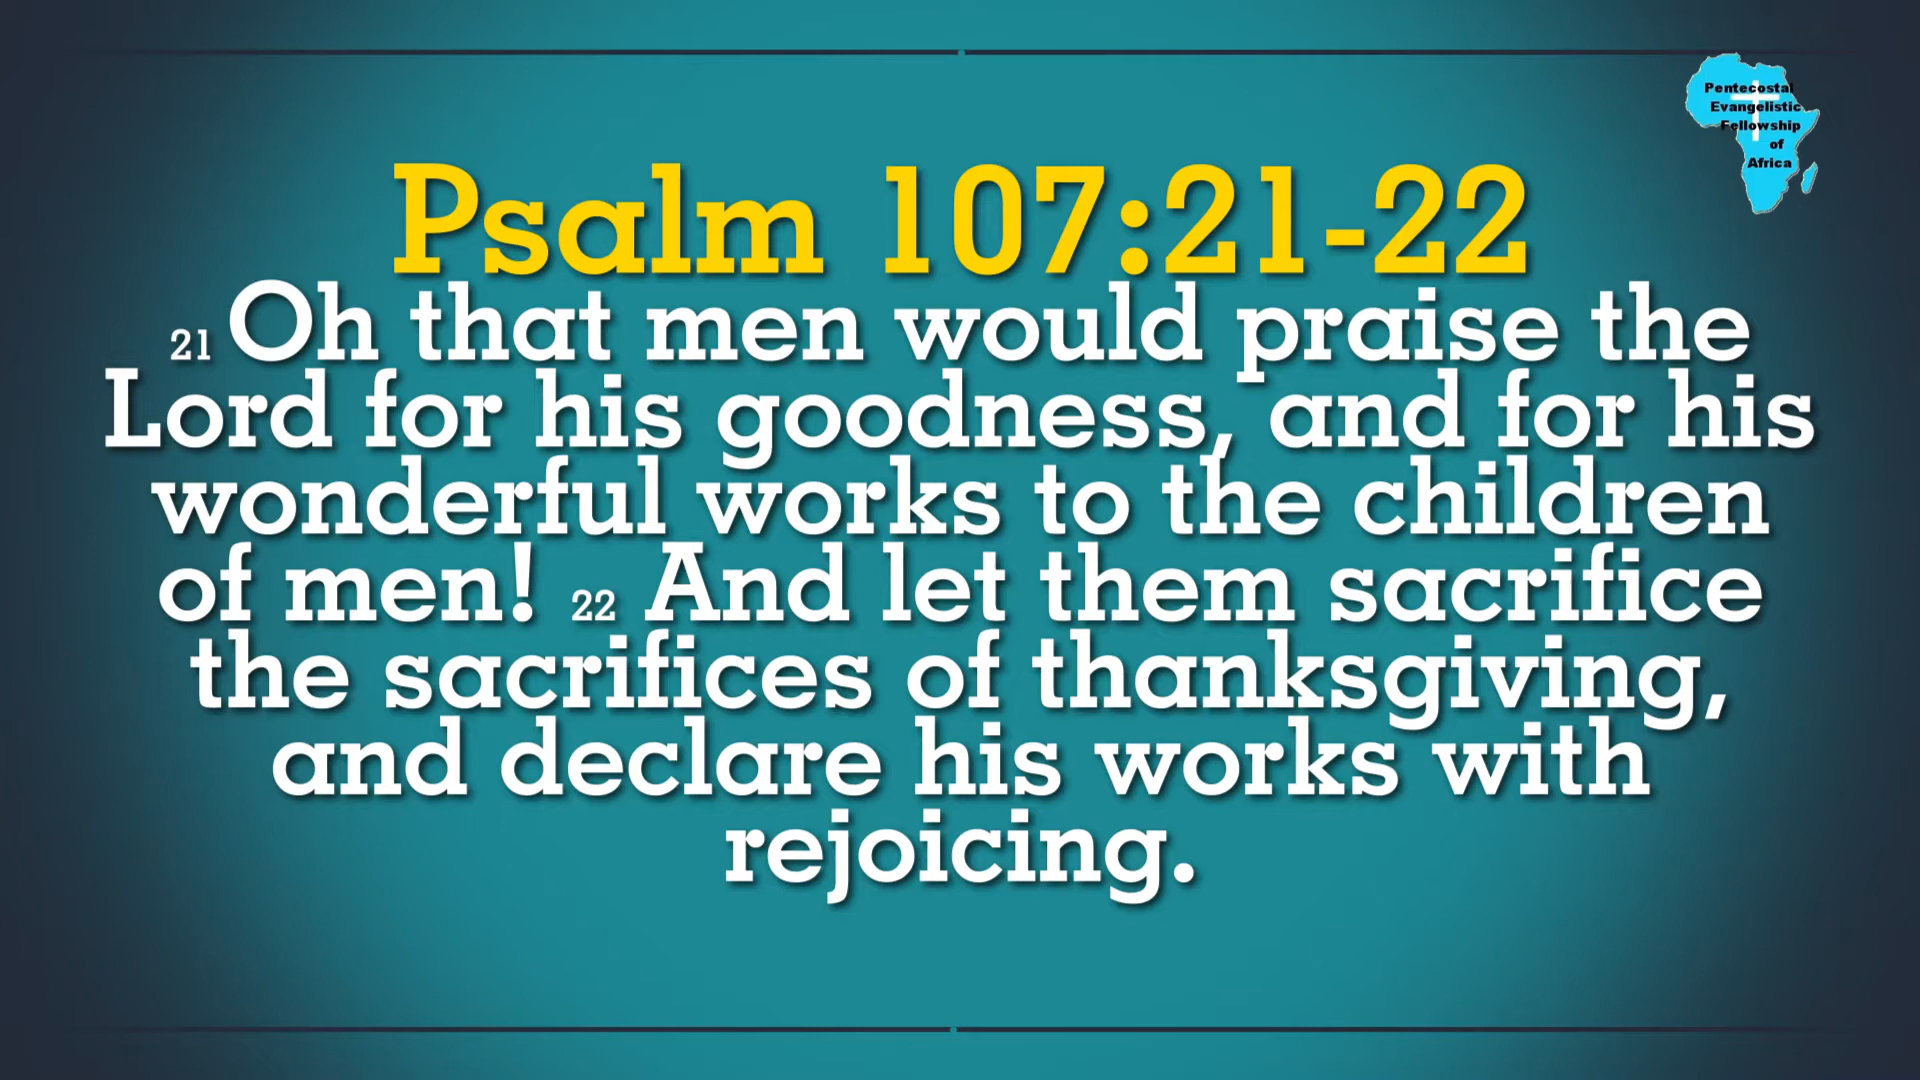 Pentecostal
Evangelistic
Fellowship
of
Africa
Psalm 107:21-22
21 Oh that men would praise the
Lord for his goodness, and for his
wonderful works to the children
of men! 22 And let them sacrifice
the sacrifices of thanksgiving,
and declare his works with
rejoicing.